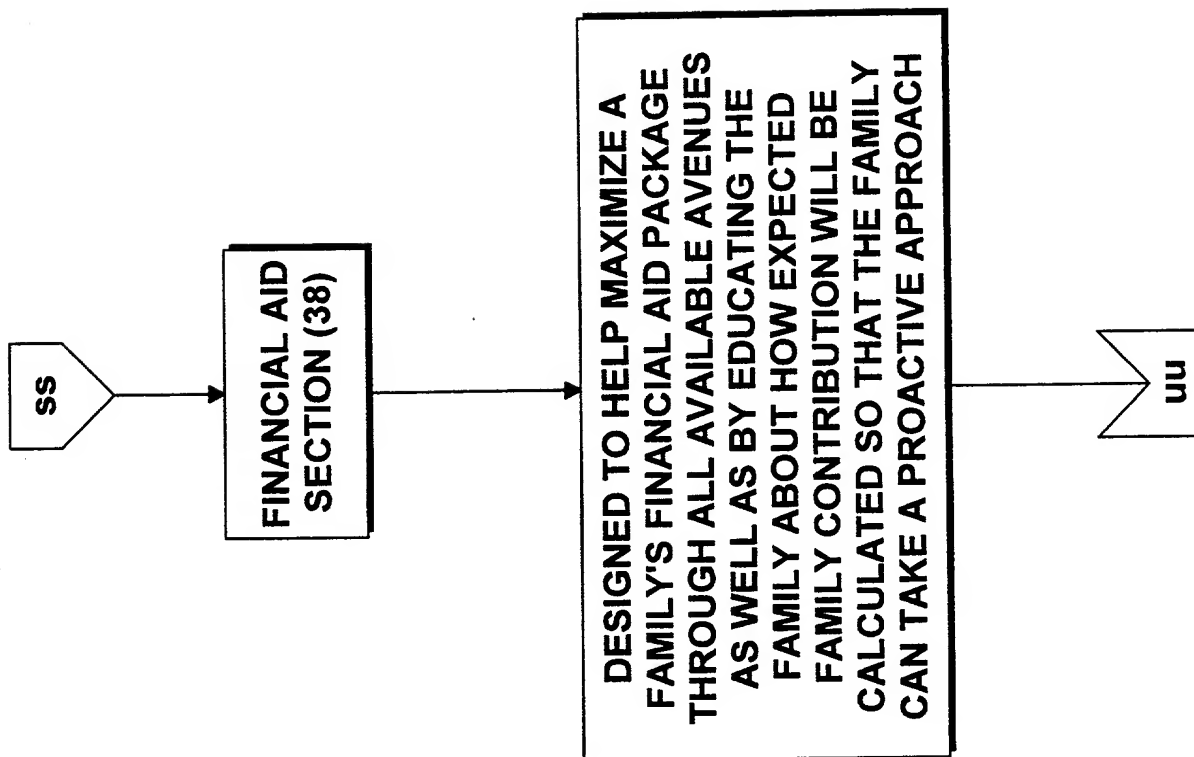 ss
FINANCIAL AID
SECTION (38)
DESIGNED TO HELP MAXIMIZE A
FAMILY'S FINANCIAL AID PACKAGE
THROUGH ALL AVAILABLE AVENUES
AS WELL AS BY EDUCATING THE
FAMILY ABOUT HOW EXPECTED
FAMILY CONTRIBUTION WILL BE
CALCULATED SO THAT THE FAMILY
CAN TAKE A PROACTIVE APPROACH
nn